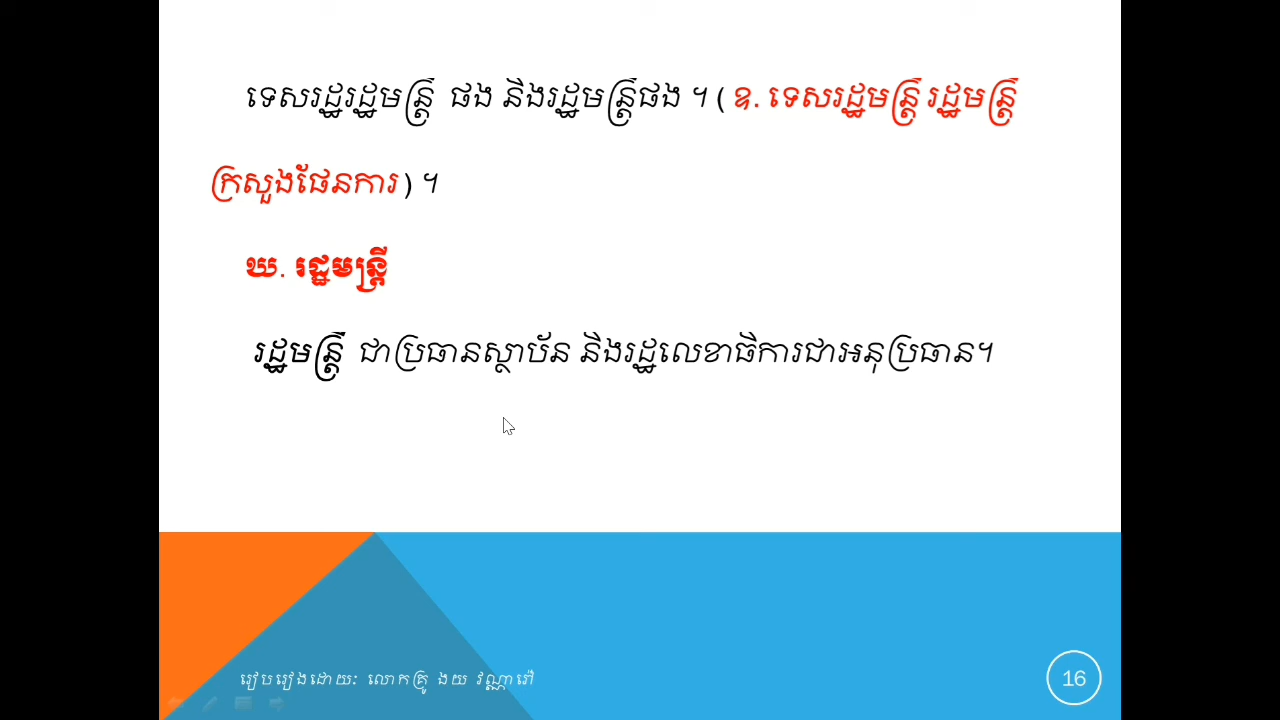 ទេសរដ្ឋរដ្ឋមន្ត្រី ផង និងរដ្ឋមន្ត្រីផង ។ ( ឧ. ទេសរដ្ឋមន្ត្រី រដ្ឋមន្ត្រី
ក្រសួងផែនការ) ។
ឃ. រដ្ឋមន្ត្រី
រដ្ឋមន្ត្រី ជាប្រធានស្ថាប័ន និងរដ្ឋលេខាធិការជាអនុប្រធាន។
រៀបរៀងដោយ: លោកគ្រូ ងយ វណ្ណារ៉ៅ
16